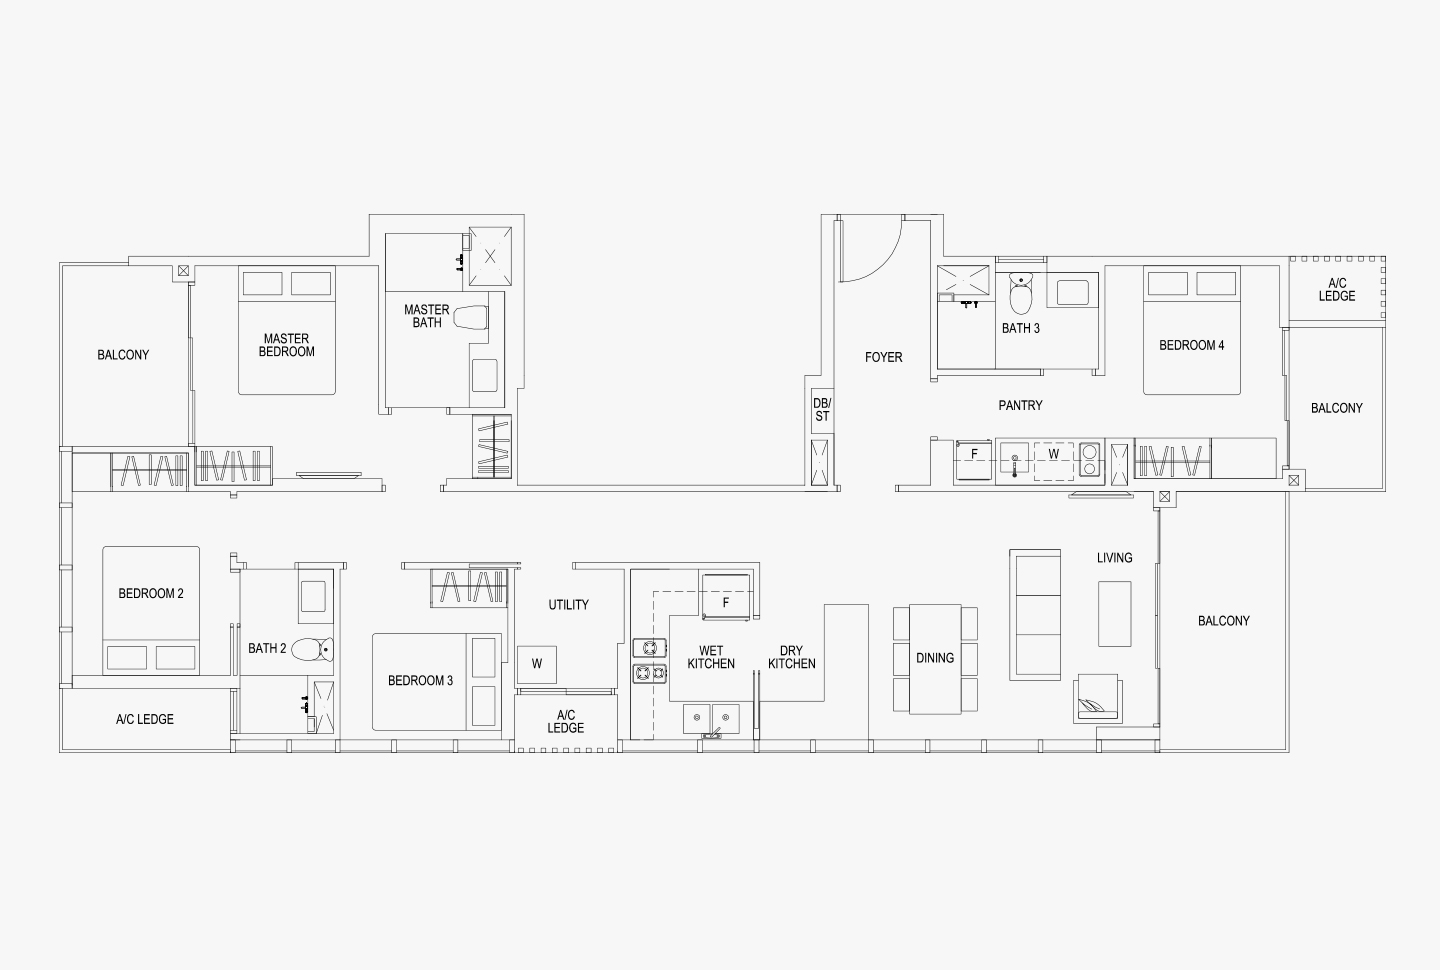 A/C
LEDGE
MASTER
BATH
BATH 3
MASTER
BEDROOM
BEDROOM 4
BALCONY
FOYER
DB/
ST
PANTRY
BALCONY
F
W
LIVING
BEDROOM 2
UTILITY
F
BALCONY
BATH 2
W
WET
KITCHEN
DRY
KITCHEN
DINING
BEDROOM 3
A/C LEDGE
A/C
LEDGE